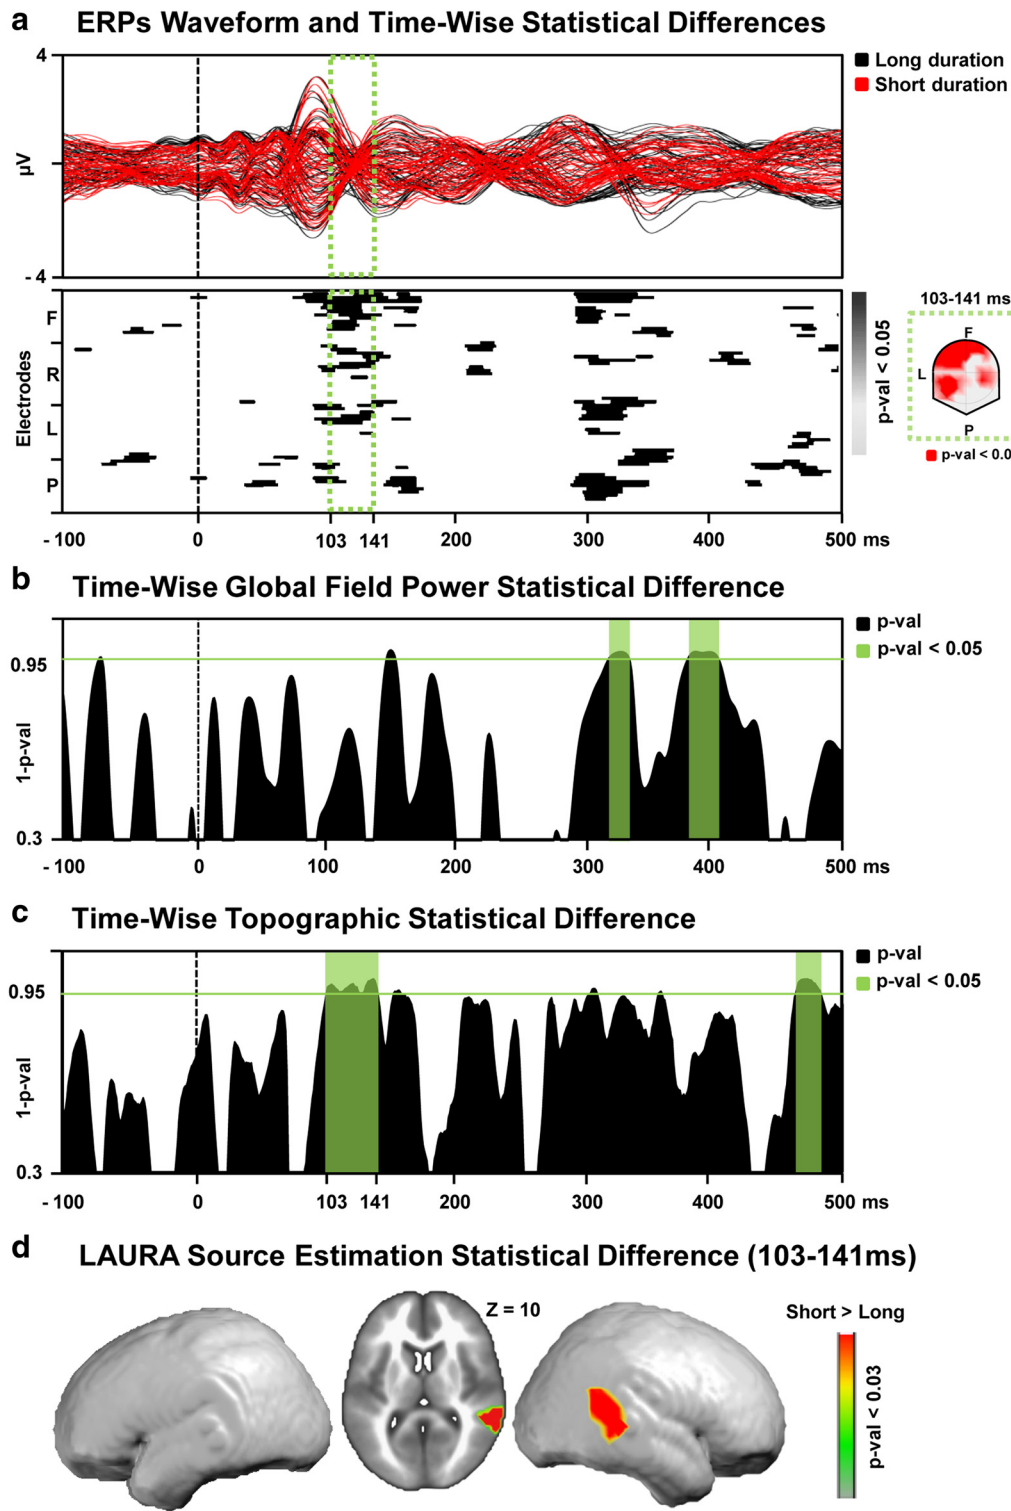 a ERPs Waveform and Time-Wise Statistical Differences
4
µV
- 4
Long duration
Short duration
Electrodes
F
R
L
P
p-val < 0.05
103-141 ms
F
L
P
p-val < 0.0
- 100 0 103 141 200 300 400 500 ms
b Time-Wise Global Field Power Statistical Difference
0.95
1-p-val
0.3
p-val
p-val < 0.05
- 100 0 100 200 300 400 500 ms
c Time-Wise Topographic Statistical Difference
0.95
1-p-val
0.3
p-val
p-val < 0.05
- 100 0 103 141 200 300 400 500 ms
d LAURA Source Estimation Statistical Difference (103-141ms)
Z = 10
Short > Long
p-val < 0.03